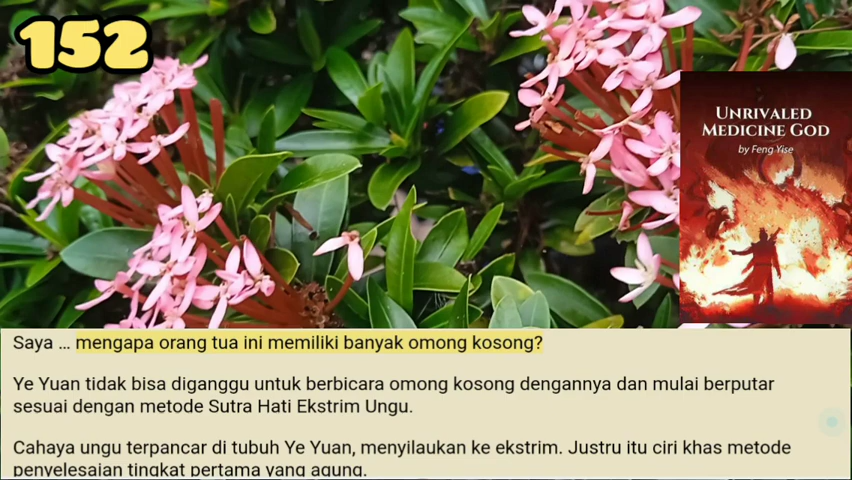 152
UNRIVALED
MEDICINE GOD
by Feng Yise
Saya ... mengapa orang tua ini memiliki banyak omong kosong?
Ye Yuan tidak bisa diganggu untuk berbicara omong kosong dengannya dan mulai berputar
sesuai dengan metode Sutra Hati Ekstrim Ungu.
Cahaya ungu terpancar di tubuh Ye Yuan, menyilaukan ke ekstrim. Justru itu ciri khas metode
penyelesaian tingkat pertama yang agung.